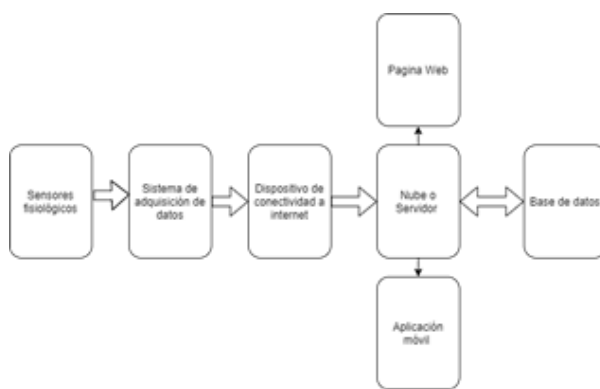 Pagina Web
Sensores
fisiológicos
Sistema de
adquisición de
datos
Dispositivo de
conectividad a
internet
Nube o
Servidor
Base de datos
Aplicación
móvil